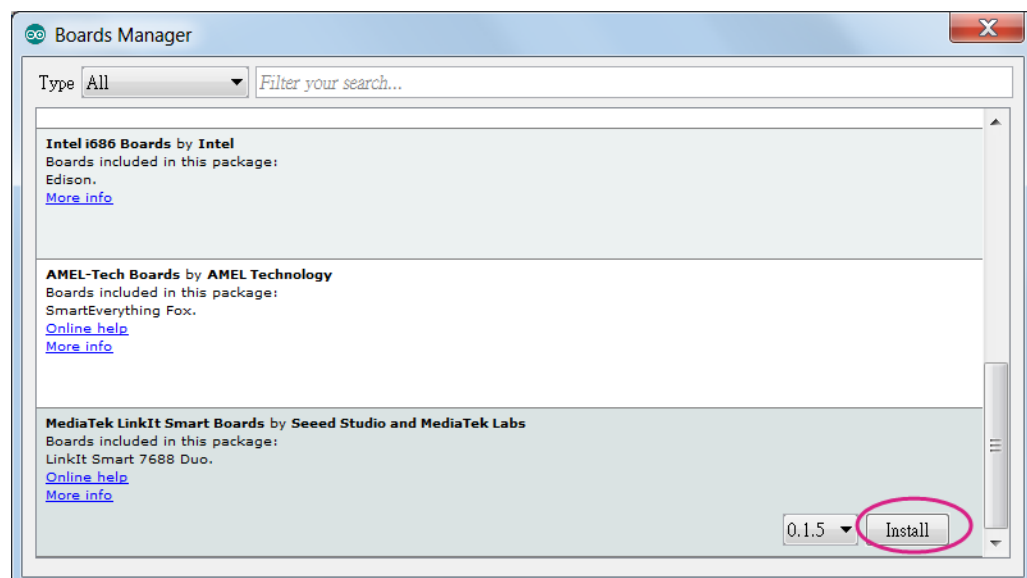 Boards Manager
Type All Filter your search...
Intel i686 Boards by Intel
Boards included in this package:
Edison.
More info
AMEL-Tech Boards by AMEL Technology
Boards included in this package:
SmartEverything Fox.
Online help
More info
MediaTek LinkIt Smart Boards by Seeed Studio and MediaTek Labs
Boards included in this package:
LinkIt Smart 7688 Duo.
Online help
More info
0.1.5 Install